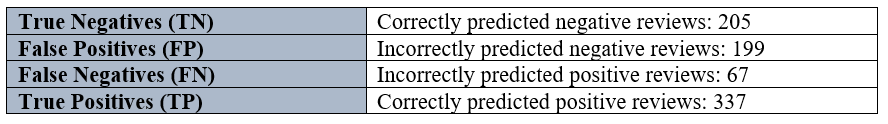 True Negatives (TN) Correctly predicted negative reviews: 205
False Positives (FP) Incorrectly predicted negative reviews: 199
False Negatives (FN) Incorrectly predicted positive reviews: 67
True Positives (TP) Correctly predicted positive reviews: 337